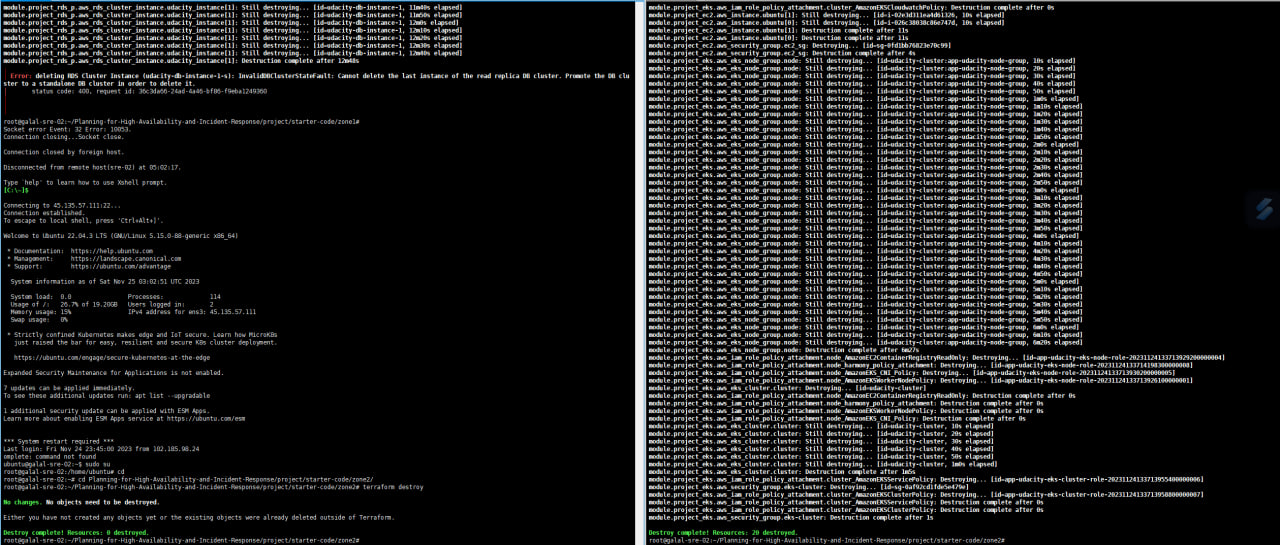 module.project_rds_p.aws_rds_cluster_instance.udacity_instance[1]: Still destroying... [id=udacity-db-instance-1, 11m40s elapsed]
module.project_rds_p.aws_rds_cluster_instance.udacity_instance[1]: Still destroying... [id=udacity-db-instance-1, 11m50s elapsed]
module.project_rds_p.aws_rds_cluster_instance.udacity_instance[1]: Still destroying... [id=udacity-db-instance-1, 12m0s elapsed]
module.project_rds_p.aws_rds_cluster_instance.udacity_instance[1]: Still destroying... [id=udacity-db-instance-1, 12m10s elapsed]
module.project_rds_p.aws_rds_cluster_instance.udacity_instance[1]: Still destroying... [id=udacity-db-instance-1, 12m20s elapsed]
module.project_rds_p.aws_rds_cluster_instance.udacity_instance[1]: Still destroying... [id=udacity-db-instance-1, 12m30s elapsed]
module.project_rds_p.aws_rds_cluster_instance.udacity_instance[1]: Still destroying... [id=udacity-db-instance-1, 12m40s elapsed]
module.project_rds_p.aws_rds_cluster_instance.udacity_instance[1]: Destruction complete after 12m48s
Error: deleting RDS Cluster Instance (udacity-db-instance-1-s): InvalidDBClusterStateFault: Cannot delete the last instance of the read replica DB cluster. Promote the DB clu
ster to a standalone DB cluster in order to delete it.
status code: 400, request id: 36c3da66-24ad-4a46-bf86-f9eba1249360
root@galal-sre-02:~/Planning-for-High-Availability-and-Incident-Response/project/starter-code/zone1#
Socket error Event: 32 Error: 10053.
Connection closing...Socket close.
Connection closed by foreign host.
Disconnected from remote host(sre-02) at 05:02:17.
Type `help' to learn how to use Xshell prompt.
[C:\~]$
Connecting to 45.135.57.111:22...
Connection established.
To escape to local shell, press 'Ctrl+Alt+]'.
Welcome to Ubuntu 22.04.3 LTS (GNU/Linux 5.15.0-88-generic x86_64)
* Documentation: https://help.ubuntu.com
* Management: https://landscape.canonical.com
* Support: https://ubuntu.com/advantage
System information as of Sat Nov 25 03:02:51 UTC 2023
System load: 0.0 Processes: 114
Usage of /: 26.7% of 19.20GB Users logged in: 2
Memory usage: 15% IPv4 address for ens3: 45.135.57.111
Swap usage: 0%
* Strictly confined Kubernetes makes edge and IoT secure. Learn how MicroK8s
just raised the bar for easy, resilient and secure K8s cluster deployment.
https://ubuntu.com/engage/secure-kubernetes-at-the-edge
Expanded Security Maintenance for Applications is not enabled.
7 updates can be applied immediately.
To see these additional updates run: apt list --upgradable
1 additional security update can be applied with ESM Apps.
Learn more about enabling ESM Apps service at https://ubuntu.com/esm
*** System restart required ***
Last login: Fri Nov 24 23:45:00 2023 from 102.185.98.24
omplete: command not found
ubuntu@galal-sre-02:~$ sudo su
root@galal-sre-02:/home/ubuntu# cd
root@galal-sre-02:~# cd Planning-for-High-Availability-and-Incident-Response/project/starter-code/zone2/
root@galal-sre-02:~/Planning-for-High-Availability-and-Incident-Response/project/starter-code/zone2# terraform destroy
No changes. No objects need to be destroyed.
Either you have not created any objects yet or the existing objects were already deleted outside of Terraform.
Destroy complete! Resources: 0 destroyed.
root@galal-sre-02:~/Planning-for-High-Availability-and-Incident-Response/project/starter-code/zone2#
module.project_eks.aws_iam_role_policy_attachment.cluster_AmazonEKSCloudwatchPolicy: Destruction complete after 0s
module.project_ec2.aws_instance.ubuntu[1]: Still destroying... 10s elapsed]
module.project_ec2.aws_instance.ubuntu[0]: Still destroying... 10s elapsed]
module.project_ec2.aws_instance.ubuntu[1]: Destruction complete after 11s
module.project_ec2.aws_instance.ubuntu[0]: Destruction complete after 11s
module.project_ec2.aws_security_group.ec2_sg: Destroying... [id=sg-0fd1bb76823e70c99]
module.project_ec2.aws_security_group.ec2_sg: Destruction complete after 4s
module.project_eks.aws_eks_node_group.node: Still destroying... [id=udacity-cluster:app-udacity-node-group, 10s elapsed]
module.project_eks.aws_eks_node_group.node: Still destroying... [id=udacity-cluster:app-udacity-node-group, 20s elapsed]
module.project_eks.aws_eks_node_group.node: Still destroying... [id=udacity-cluster:app-udacity-node-group, 30s elapsed]
module.project_eks.aws_eks_node_group.node: Still destroying... [id=udacity-cluster:app-udacity-node-group, 40s elapsed]
module.project_eks.aws_eks_node_group.node: Still destroying... [id=udacity-cluster:app-udacity-node-group, 50s elapsed]
module.project_eks.aws_eks_node_group.node: Still destroying... [id=udacity-cluster:app-udacity-node-group, 1m0s elapsed]
module.project_eks.aws_eks_node_group.node: Still destroying... [id=udacity-cluster:app-udacity-node-group, 1m10s elapsed]
module.project_eks.aws_eks_node_group.node: Still destroying... [id=udacity-cluster:app-udacity-node-group, 1m20s elapsed]
module.project_eks.aws_eks_node_group.node: Still destroying... [id=udacity-cluster:app-udacity-node-group, 1m30s elapsed]
module.project_eks.aws_eks_node_group.node: Still destroying... [id=udacity-cluster:app-udacity-node-group, 1m40s elapsed]
module.project_eks.aws_eks_node_group.node: Still destroying... [id=udacity-cluster:app-udacity-node-group, 1m50s elapsed]
module.project_eks.aws_eks_node_group.node: Still destroying... [id=udacity-cluster:app-udacity-node-group, 2m0s elapsed]
module.project_eks.aws_eks_node_group.node: Still destroying... [id=udacity-cluster:app-udacity-node-group, 2m10s elapsed]
module.project_eks.aws_eks_node_group.node: Still destroying... [id=udacity-cluster:app-udacity-node-group, 2m20s elapsed]
module.project_eks.aws_eks_node_group.node: Still destroying... [id=udacity-cluster:app-udacity-node-group, 2m30s elapsed]
module.project_eks.aws_eks_node_group.node: Still destroying... [id=udacity-cluster:app-udacity-node-group, 2m40s elapsed]
module.project_eks.aws_eks_node_group.node: Still destroying... [id=udacity-cluster:app-udacity-node-group, 2m50s elapsed]
module.project_eks.aws_eks_node_group.node: Still destroying... [id=udacity-cluster:app-udacity-node-group, 3m0s elapsed]
module.project_eks.aws_eks_node_group.node: Still destroying... [id=udacity-cluster:app-udacity-node-group, 3m10s elapsed]
module.project_eks.aws_eks_node_group.node: Still destroying... [id=udacity-cluster:app-udacity-node-group, 3m20s elapsed]
module.project_eks.aws_eks_node_group.node: Still destroying... [id=udacity-cluster:app-udacity-node-group, 3m30s elapsed]
module.project_eks.aws_eks_node_group.node: Still destroying... [id=udacity-cluster:app-udacity-node-group, 3m40s elapsed]
module.project_eks.aws_eks_node_group.node: Still destroying... [id=udacity-cluster:app-udacity-node-group, 3m50s elapsed]
module.project_eks.aws_eks_node_group.node: Still destroying... [id=udacity-cluster:app-udacity-node-group, 4m0s elapsed]
module.project_eks.aws_eks_node_group.node: Still destroying... [id=udacity-cluster:app-udacity-node-group, 4m10s elapsed]
module.project_eks.aws_eks_node_group.node: Still destroying... [id=udacity-cluster:app-udacity-node-group, 4m20s elapsed]
module.project_eks.aws_eks_node_group.node: Still destroying... [id=udacity-cluster:app-udacity-node-group, 4m30s elapsed]
module.project_eks.aws_eks_node_group.node: Still destroying... [id=udacity-cluster:app-udacity-node-group, 4m40s elapsed]
module.project_eks.aws_eks_node_group.node: Still destroying... [id=udacity-cluster:app-udacity-node-group, 4m50s elapsed]
module.project_eks.aws_eks_node_group.node: Still destroying... [id=udacity-cluster:app-udacity-node-group, 5m0s elapsed]
module.project_eks.aws_eks_node_group.node: Still destroying... [id=udacity-cluster:app-udacity-node-group, 5m10s elapsed]
module.project_eks.aws_eks_node_group.node: Still destroying... [id=udacity-cluster:app-udacity-node-group, 5m20s elapsed]
module.project_eks.aws_eks_node_group.node: Still destroying... [id=udacity-cluster:app-udacity-node-group, 5m30s elapsed]
module.project_eks.aws_eks_node_group.node: Still destroying... [id=udacity-cluster:app-udacity-node-group, 5m40s elapsed]
module.project_eks.aws_eks_node_group.node: Still destroying... [id=udacity-cluster:app-udacity-node-group, 5m50s elapsed]
module.project_eks.aws_eks_node_group.node: Still destroying... [id=udacity-cluster:app-udacity-node-group, 6m0s elapsed]
module.project_eks.aws_eks_node_group.node: Still destroying... [id=udacity-cluster:app-udacity-node-group, 6m10s elapsed]
module.project_eks.aws_eks_node_group.node: Still destroying... [id=udacity-cluster:app-udacity-node-group, 6m20s elapsed]
module.project_eks.aws_eks_node_group.node: Destruction complete after 6m27s
module.project_eks.aws_iam_role_policy_attachment.node_AmazonEC2ContainerRegistryReadOnly: Destroying...
module.project_eks.aws_iam_role_policy_attachment.node_harmony_policy_attachment: Destroying...
module.project_eks.aws_iam_role_policy_attachment.node_AmazonEKS_CNI_Policy: Destroying...
module.project_eks.aws_iam_role_policy_attachment.node_AmazonEKSWorkerNodePolicy: Destroying...
module.project_eks.aws_eks_cluster.cluster: Destroying... [id=udacity-cluster]
module.project_eks.aws_iam_role_policy_attachment.node_AmazonEC2ContainerRegistryReadOnly: Destruction complete after 0s
module.project_eks.aws_iam_role_policy_attachment.node_harmony_policy_attachment: Destruction complete after 0s
module.project_eks.aws_iam_role_policy_attachment.node_AmazonEKSWorkerNodePolicy: Destruction complete after 0s
module.project_eks.aws_iam_role_policy_attachment.node_AmazonEKS_CNI_Policy: Destruction complete after 0s
module.project_eks.aws_eks_cluster.cluster: Still destroying... [id=udacity-cluster, 10s elapsed]
module.project_eks.aws_eks_cluster.cluster: Still destroying... [id=udacity-cluster, 20s elapsed]
module.project_eks.aws_eks_cluster.cluster: Still destroying... [id=udacity-cluster, 30s elapsed]
module.project_eks.aws_eks_cluster.cluster: Still destroying... [id=udacity-cluster, 40s elapsed]
module.project_eks.aws_eks_cluster.cluster: Still destroying... [id=udacity-cluster, 50s elapsed]
module.project_eks.aws_eks_cluster.cluster: Still destroying... [id=udacity-cluster, 1m0s elapsed]
module.project_eks.aws_eks_cluster.cluster: Destruction complete after 1m5s
module.project_eks.aws_iam_role_policy_attachment.cluster_AmazonEKSServicePolicy: Destroying...
module.project_eks.aws_security_group.eks-cluster: Destroying... [id=sg-0af92cd1fde5e479e]
module.project_eks.aws_iam_role_policy_attachment.cluster_AmazonEKSClusterPolicy: Destroying...
module.project_eks.aws_iam_role_policy_attachment.cluster_AmazonEKSServicePolicy: Destruction complete after 0s
module.project_eks.aws_iam_role_policy_attachment.cluster_AmazonEKSClusterPolicy: Destruction complete after 0s
module.project_eks.aws_security_group.eks-cluster: Destruction complete after 1s
Destroy complete! Resources: 20 destroyed.
root@galal-sre-02:~/Planning-for-High-Availability-and-Incident-Response/project/starter-code/zone2#